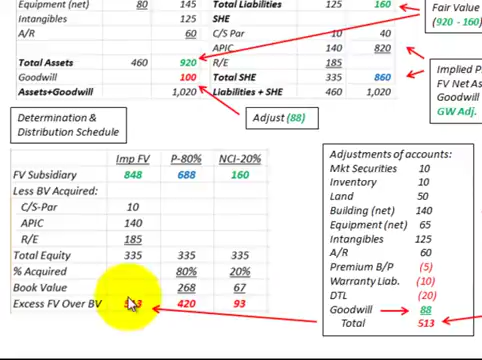 Equipment (net) 80 145 Total Liabilities 125 160
Intangibles 125 SHE
A/R 60 C/S Par 10 40
APIC 140 820
Total Assets 460 920 R/E 185
Goodwill 100 Total SHE 335 860
Assets+Goodwill 1,020 Liabilities + SHE 460 1,020
Fair Value
(920 - 160)
Implied
FV Net
Goodwill
GW Adj.
Adjust (88)
Determination &
Distribution Schedule
Imp FV P-80% NCI-20%
FV Subsidiary 848 688 160
Less BV Acquired:
C/S-Par 10
APIC 140
R/E 185
Total Equity 335 335 335
% Acquired 80% 20%
Book Value 268 67
Excess FV Over BV 420 93
Adjustments of accounts:
Mkt Securities 10
Inventory 10
Land 50
Building (net) 140
Equipment (net) 65
Intangibles 125
A/R 60
Premium B/P (5)
Warranty Liab. (10)
DTL (20)
Goodwill 88
Total 513